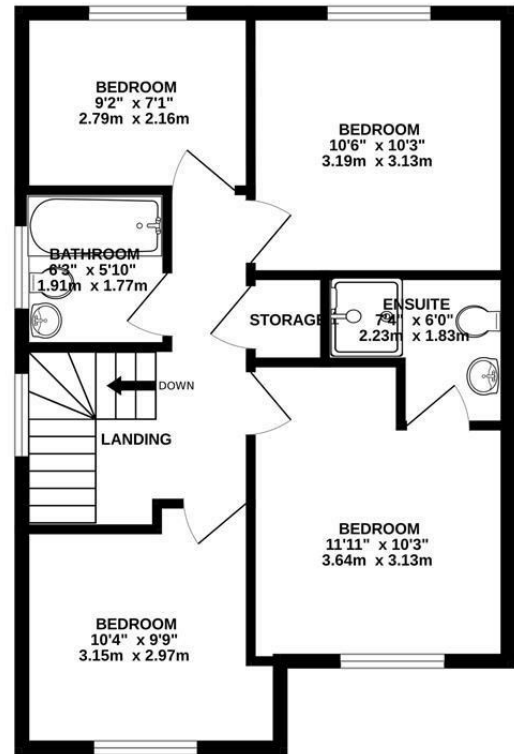 BEDROOM
9'2" x 7'1"
2.79m x 2.16m
BEDROOM
10'6" x 10'3"
3.19m x 3.13m
BATHROOM
6'3" x 5'10"
1.91m x 1.77m
STORAGE
ENSUITE
7'4" x 6'0"
2.23m x 1.83m
DOWN
LANDING
BEDROOM
11'11" x 10'3"
3.64m x 3.13m
BEDROOM
10'4" x 9'9"
3.15m x 2.97m